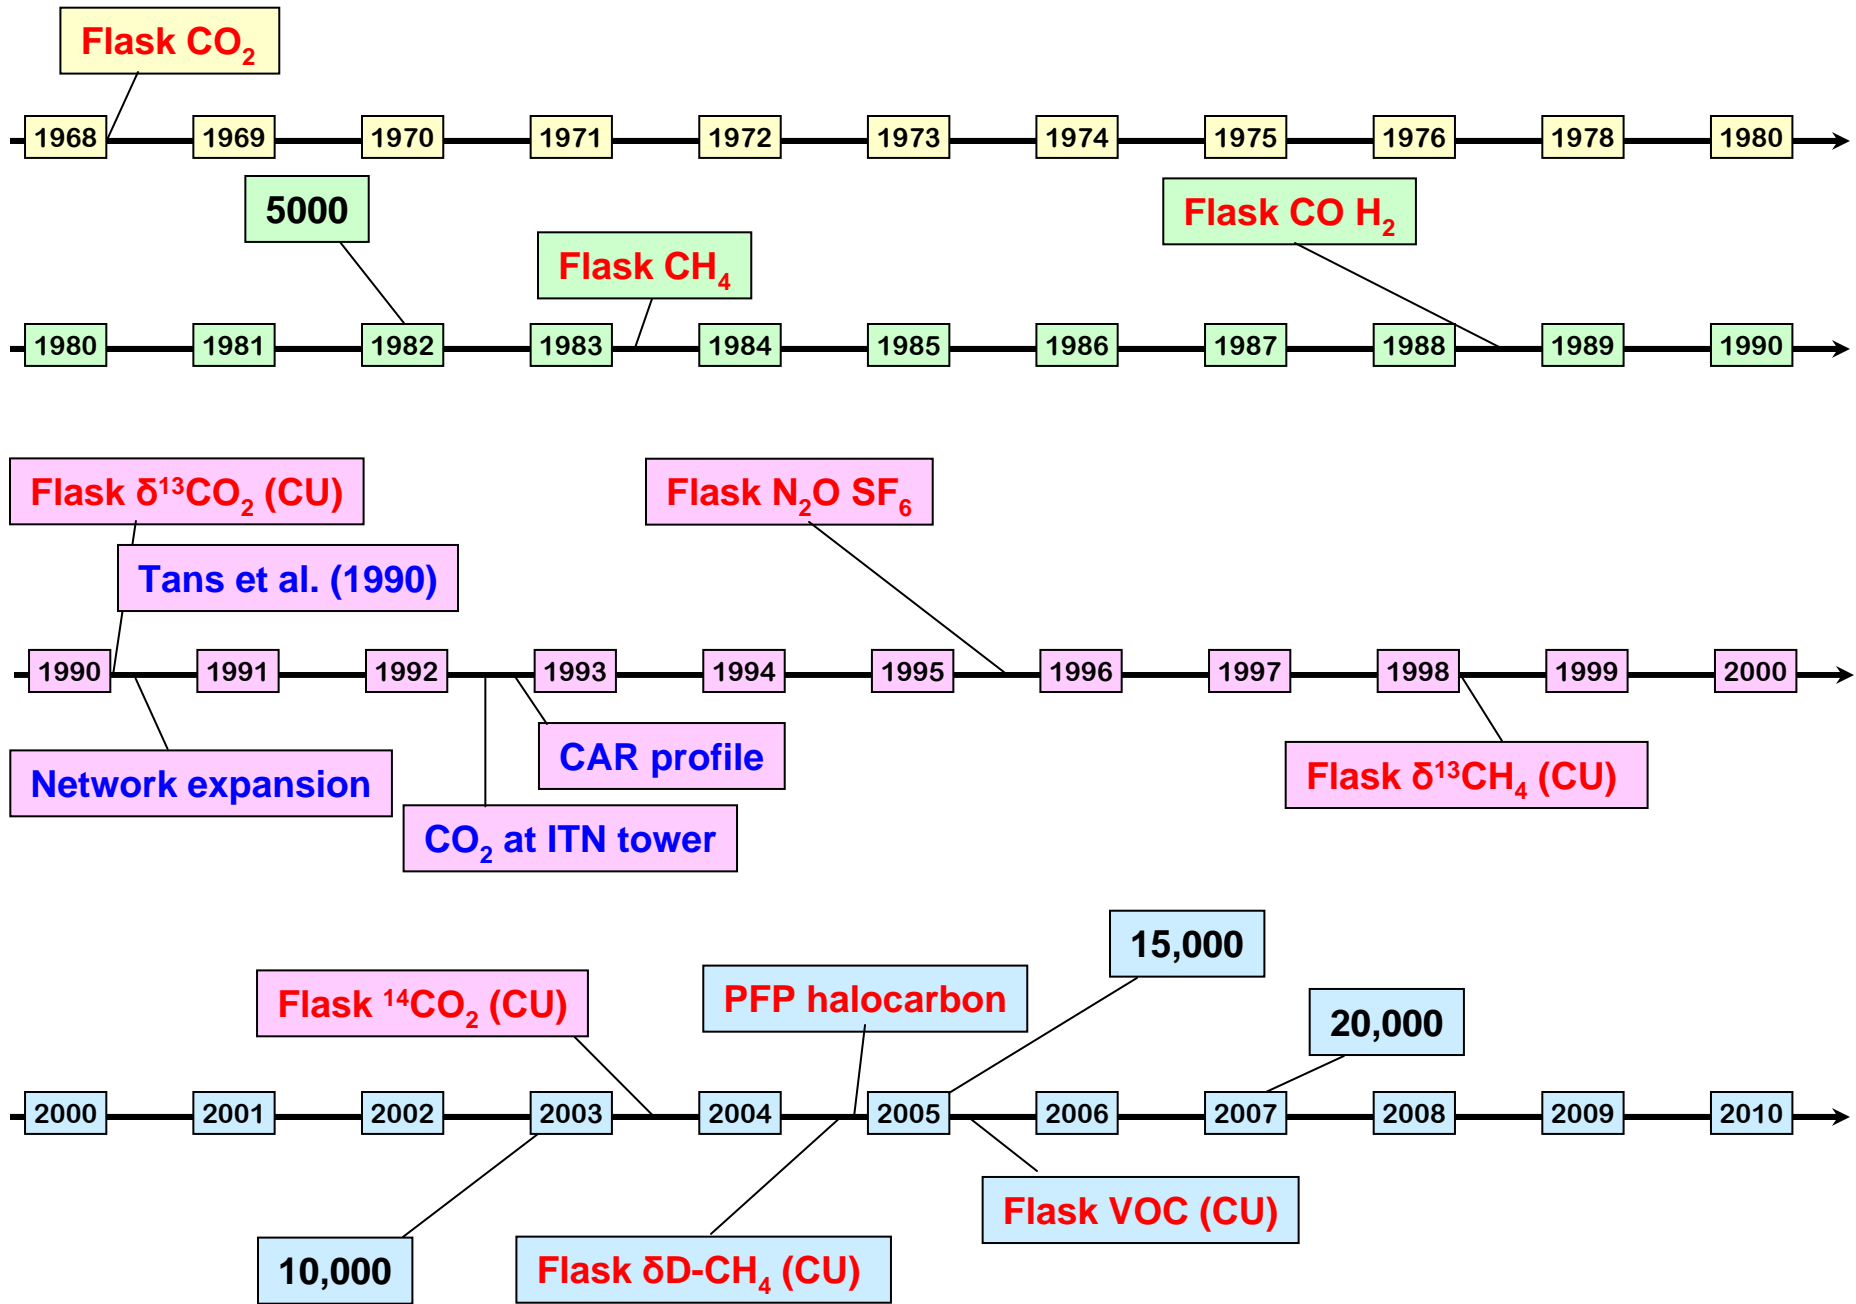 Flask CO₂
1968 1969 1970 1971 1972 1973 1974 1975 1976 1978 1980
5000
Flask CO H₂
Flask CH₄
1980 1981 1982 1983 1984 1985 1986 1987 1988 1989 1990
Flask δ¹³CO₂ (CU)
Flask N₂O SF₆
Tans et al. (1990)
1990 1991 1992 1993 1994 1995 1996 1997 1998 1999 2000
Network expansion
CAR profile
Flask δ¹³CH₄ (CU)
CO₂ at ITN tower
15,000
Flask ¹⁴CO₂ (CU)
PFP halocarbon
20,000
2000 2001 2002 2003 2004 2005 2006 2007 2008 2009 2010
Flask VOC (CU)
10,000
Flask δD-CH₄ (CU)